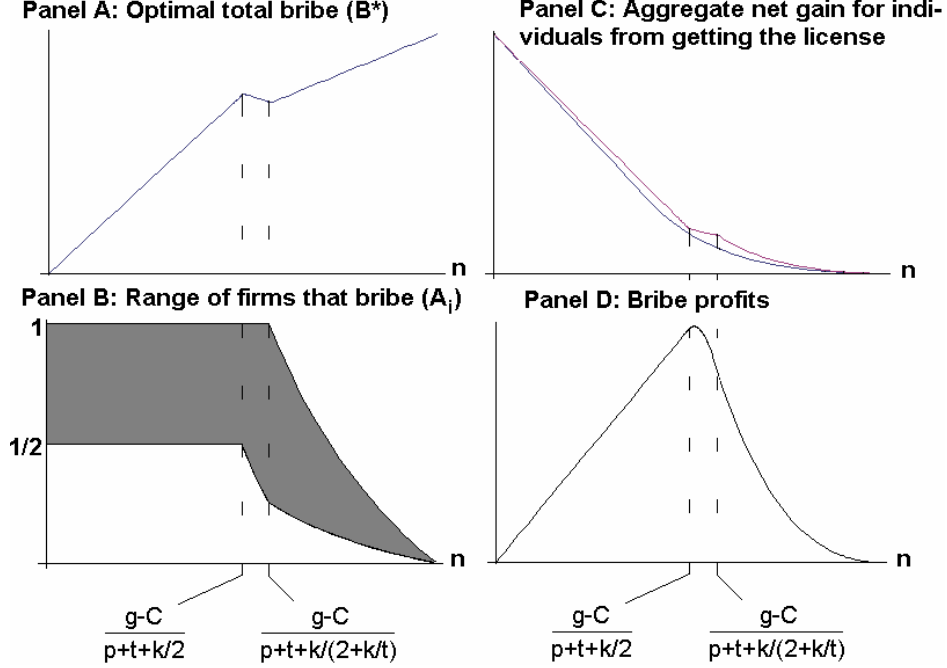 Panel A: Optimal total bribe (B*)
n
Panel C: Aggregate net gain for indi-
viduals from getting the license
n
Panel B: Range of firms that bribe (Ai)
1
1/2
n
Panel D: Bribe profits
n
g-C
p+t+k/2
g-C
p+t+k/(2+k/t)
g-C
p+t+k/2
g-C
p+t+k/(2+k/t)